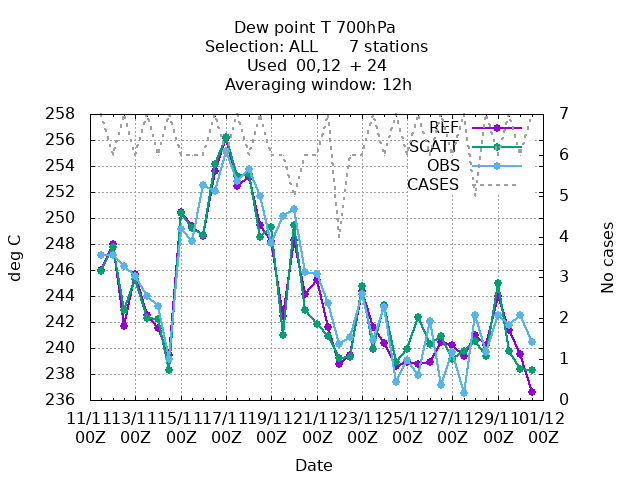 Dew point T 700hPa
Selection: ALL 7 stations
Used 00,12 + 24
Averaging window: 12h
258
256
254
252
250
248
246
244
242
240
238
236
deg C
7
6
5
4
3
2
1
0
No cases
REF
SCATT
OBS
CASES
11/11 13/11 15/11 17/11 19/11 21/11 23/11 25/11 27/11 29/11 01/12
00Z 00Z 00Z 00Z 00Z 00Z 00Z 00Z 00Z 00Z 00Z
Date